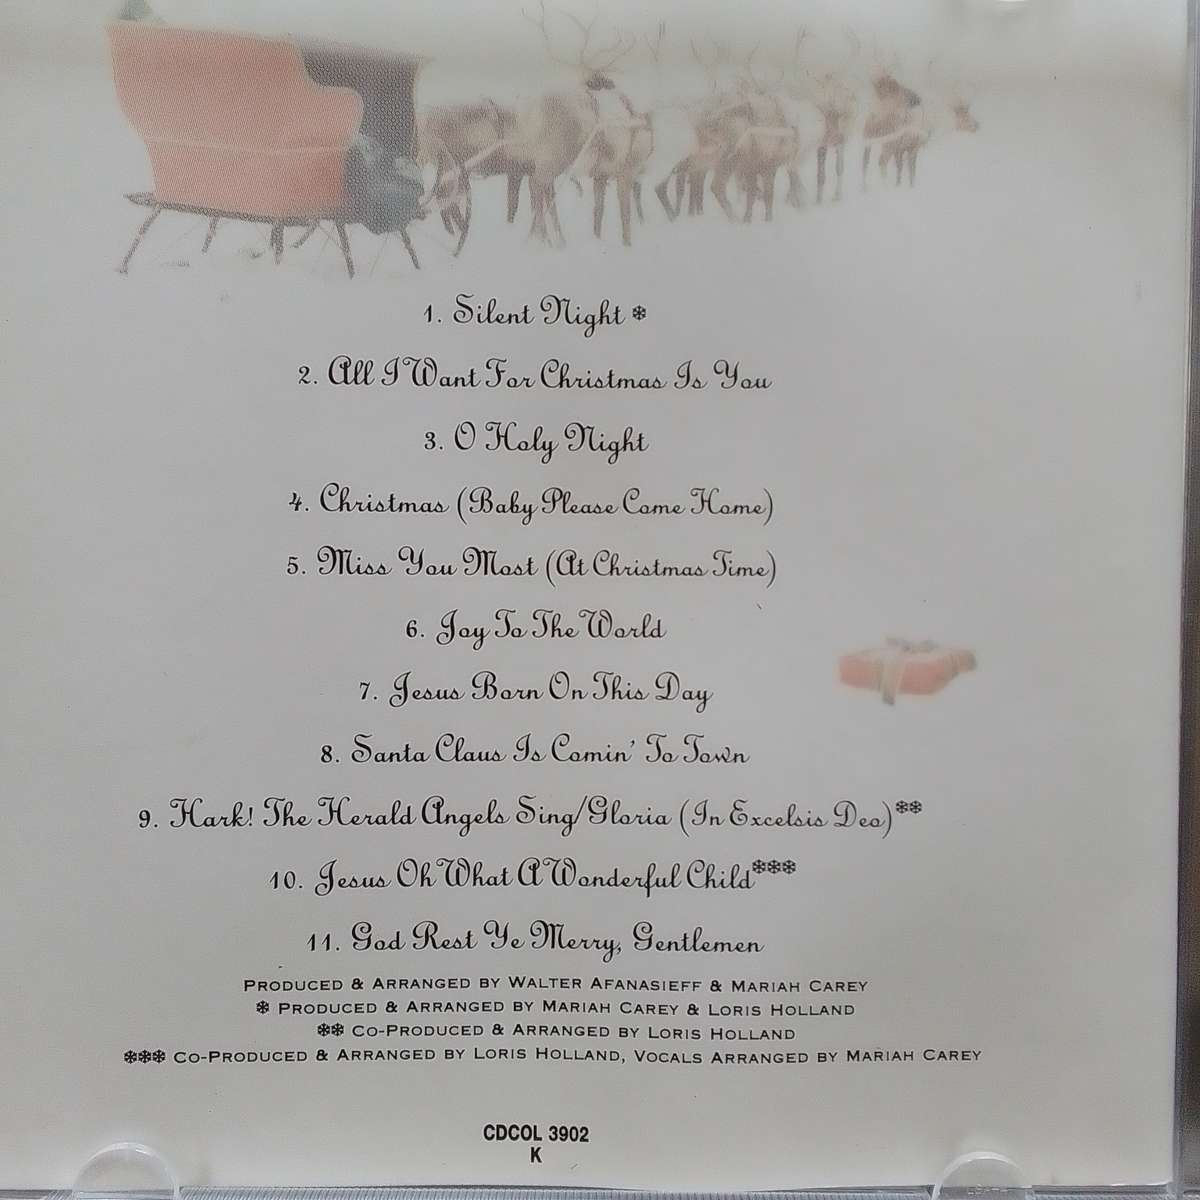 1. Silent Night ❄
2. All I Want For Christmas Is You
3. O Holy Night
4. Christmas (Baby Please Come Home)
5. Miss You Most (At Christmas Time)
6. Joy To The World
7. Jesus Born On This Day
8. Santa Claus Is Comin' To Town
9. Hark! The Herald Angels Sing/Gloria (In Excelsis Deo)❄❄
10. Jesus Oh What A Wonderful Child❄❄❄
11. God Rest Ye Merry, Gentlemen
PRODUCED & ARRANGED BY WALTER AFANASIEFF & MARIAH CAREY
❄ PRODUCED & ARRANGED BY MARIAH CAREY & LORIS HOLLAND
❄❄ CO-PRODUCED & ARRANGED BY LORIS HOLLAND
❄❄❄ CO-PRODUCED & ARRANGED BY LORIS HOLLAND, VOCALS ARRANGED BY MARIAH CAREY
CDCOL 3902
K